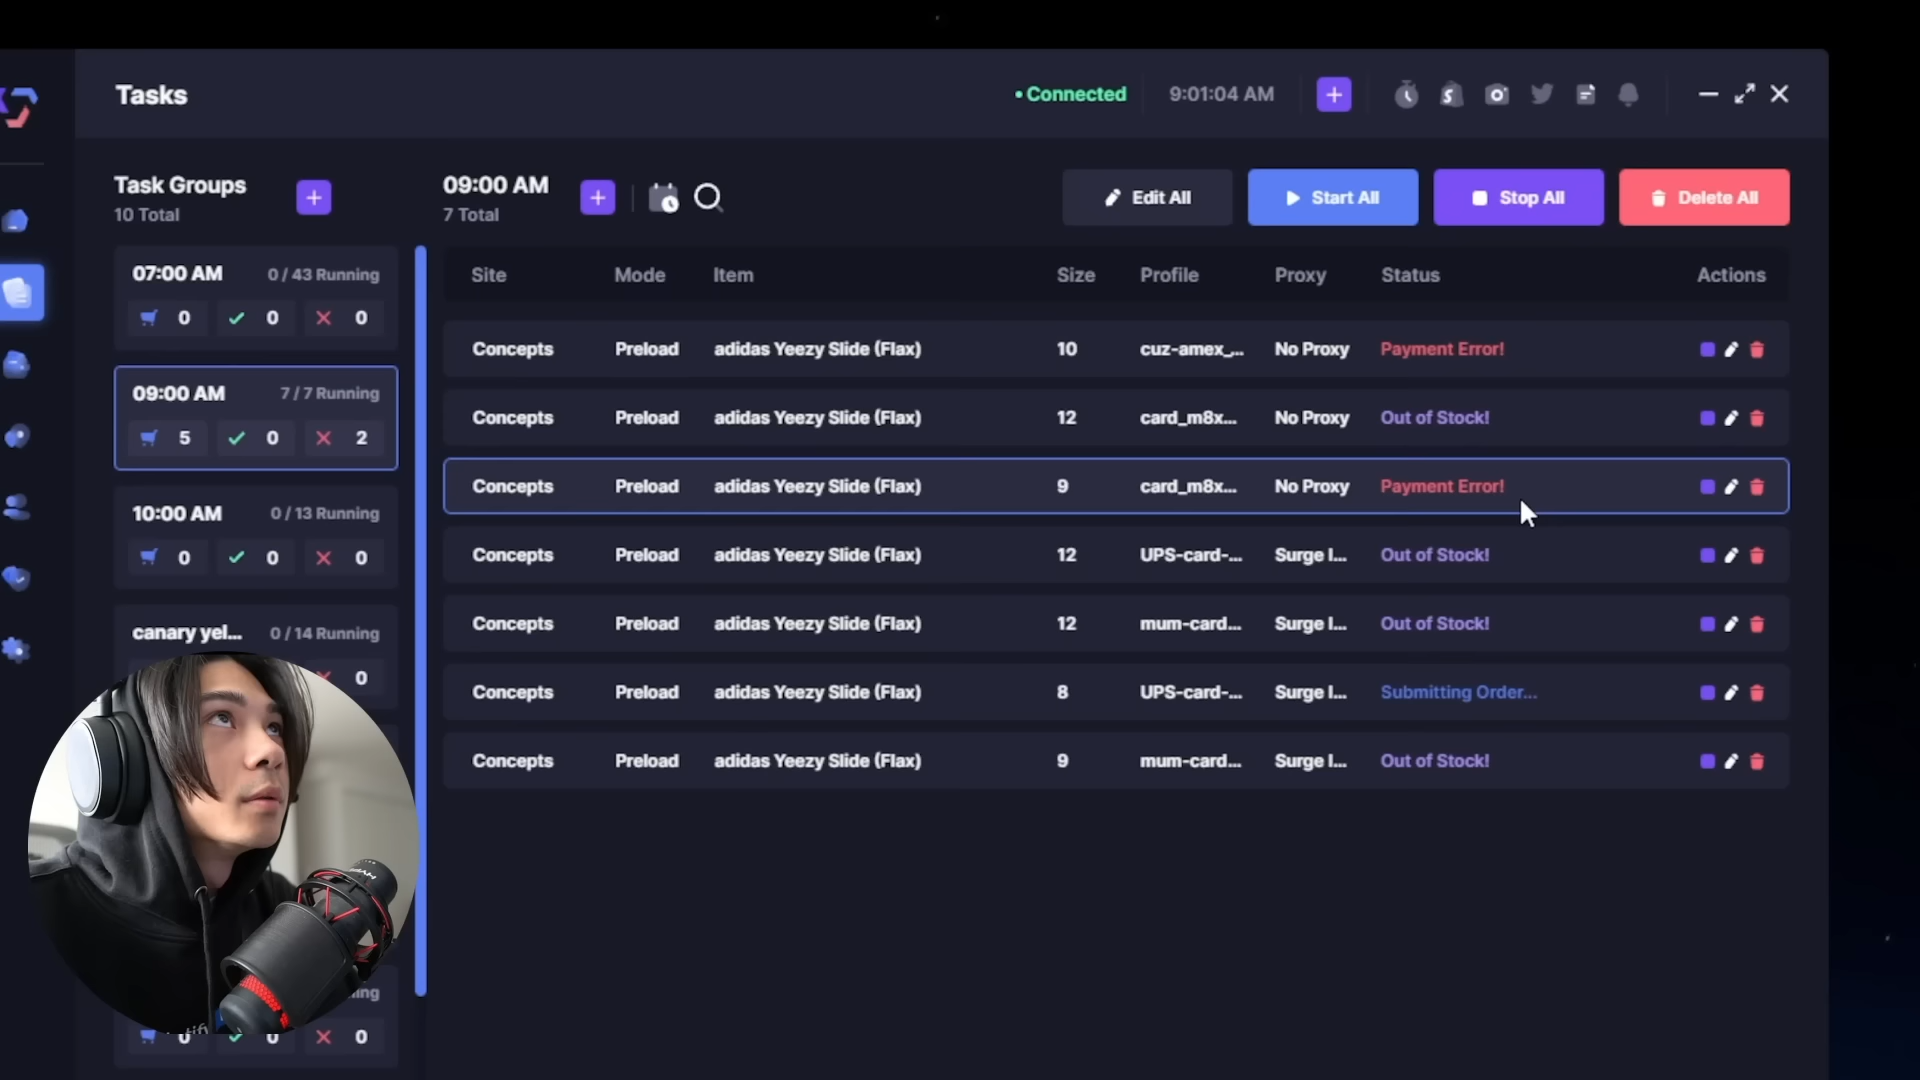 Tasks
Connected
9:01:04 AM
Task Groups
10 Total
09:00 AM
7 Total
Edit All
Start All
Stop All
Delete All
07:00 AM 0 / 43 Running
0 0 0
09:00 AM 7 / 7 Running
5 0 2
10:00 AM 0 / 13 Running
0 0 0
canary yel... 0 / 14 Running
0
0 0 0
Site Mode Item Size Profile Proxy Status Actions
Concepts Preload adidas Yeezy Slide (Flax) 10 cuz-amex_... No Proxy Payment Error!
Concepts Preload adidas Yeezy Slide (Flax) 12 card_m8x... No Proxy Out of Stock!
Concepts Preload adidas Yeezy Slide (Flax) 9 card_m8x... No Proxy Payment Error!
Concepts Preload adidas Yeezy Slide (Flax) 12 UPS-card-... Surge I... Out of Stock!
Concepts Preload adidas Yeezy Slide (Flax) 12 mum-card... Surge I... Out of Stock!
Concepts Preload adidas Yeezy Slide (Flax) 8 UPS-card-... Surge I... Submitting Order...
Concepts Preload adidas Yeezy Slide (Flax) 9 mum-card... Surge I... Out of Stock!